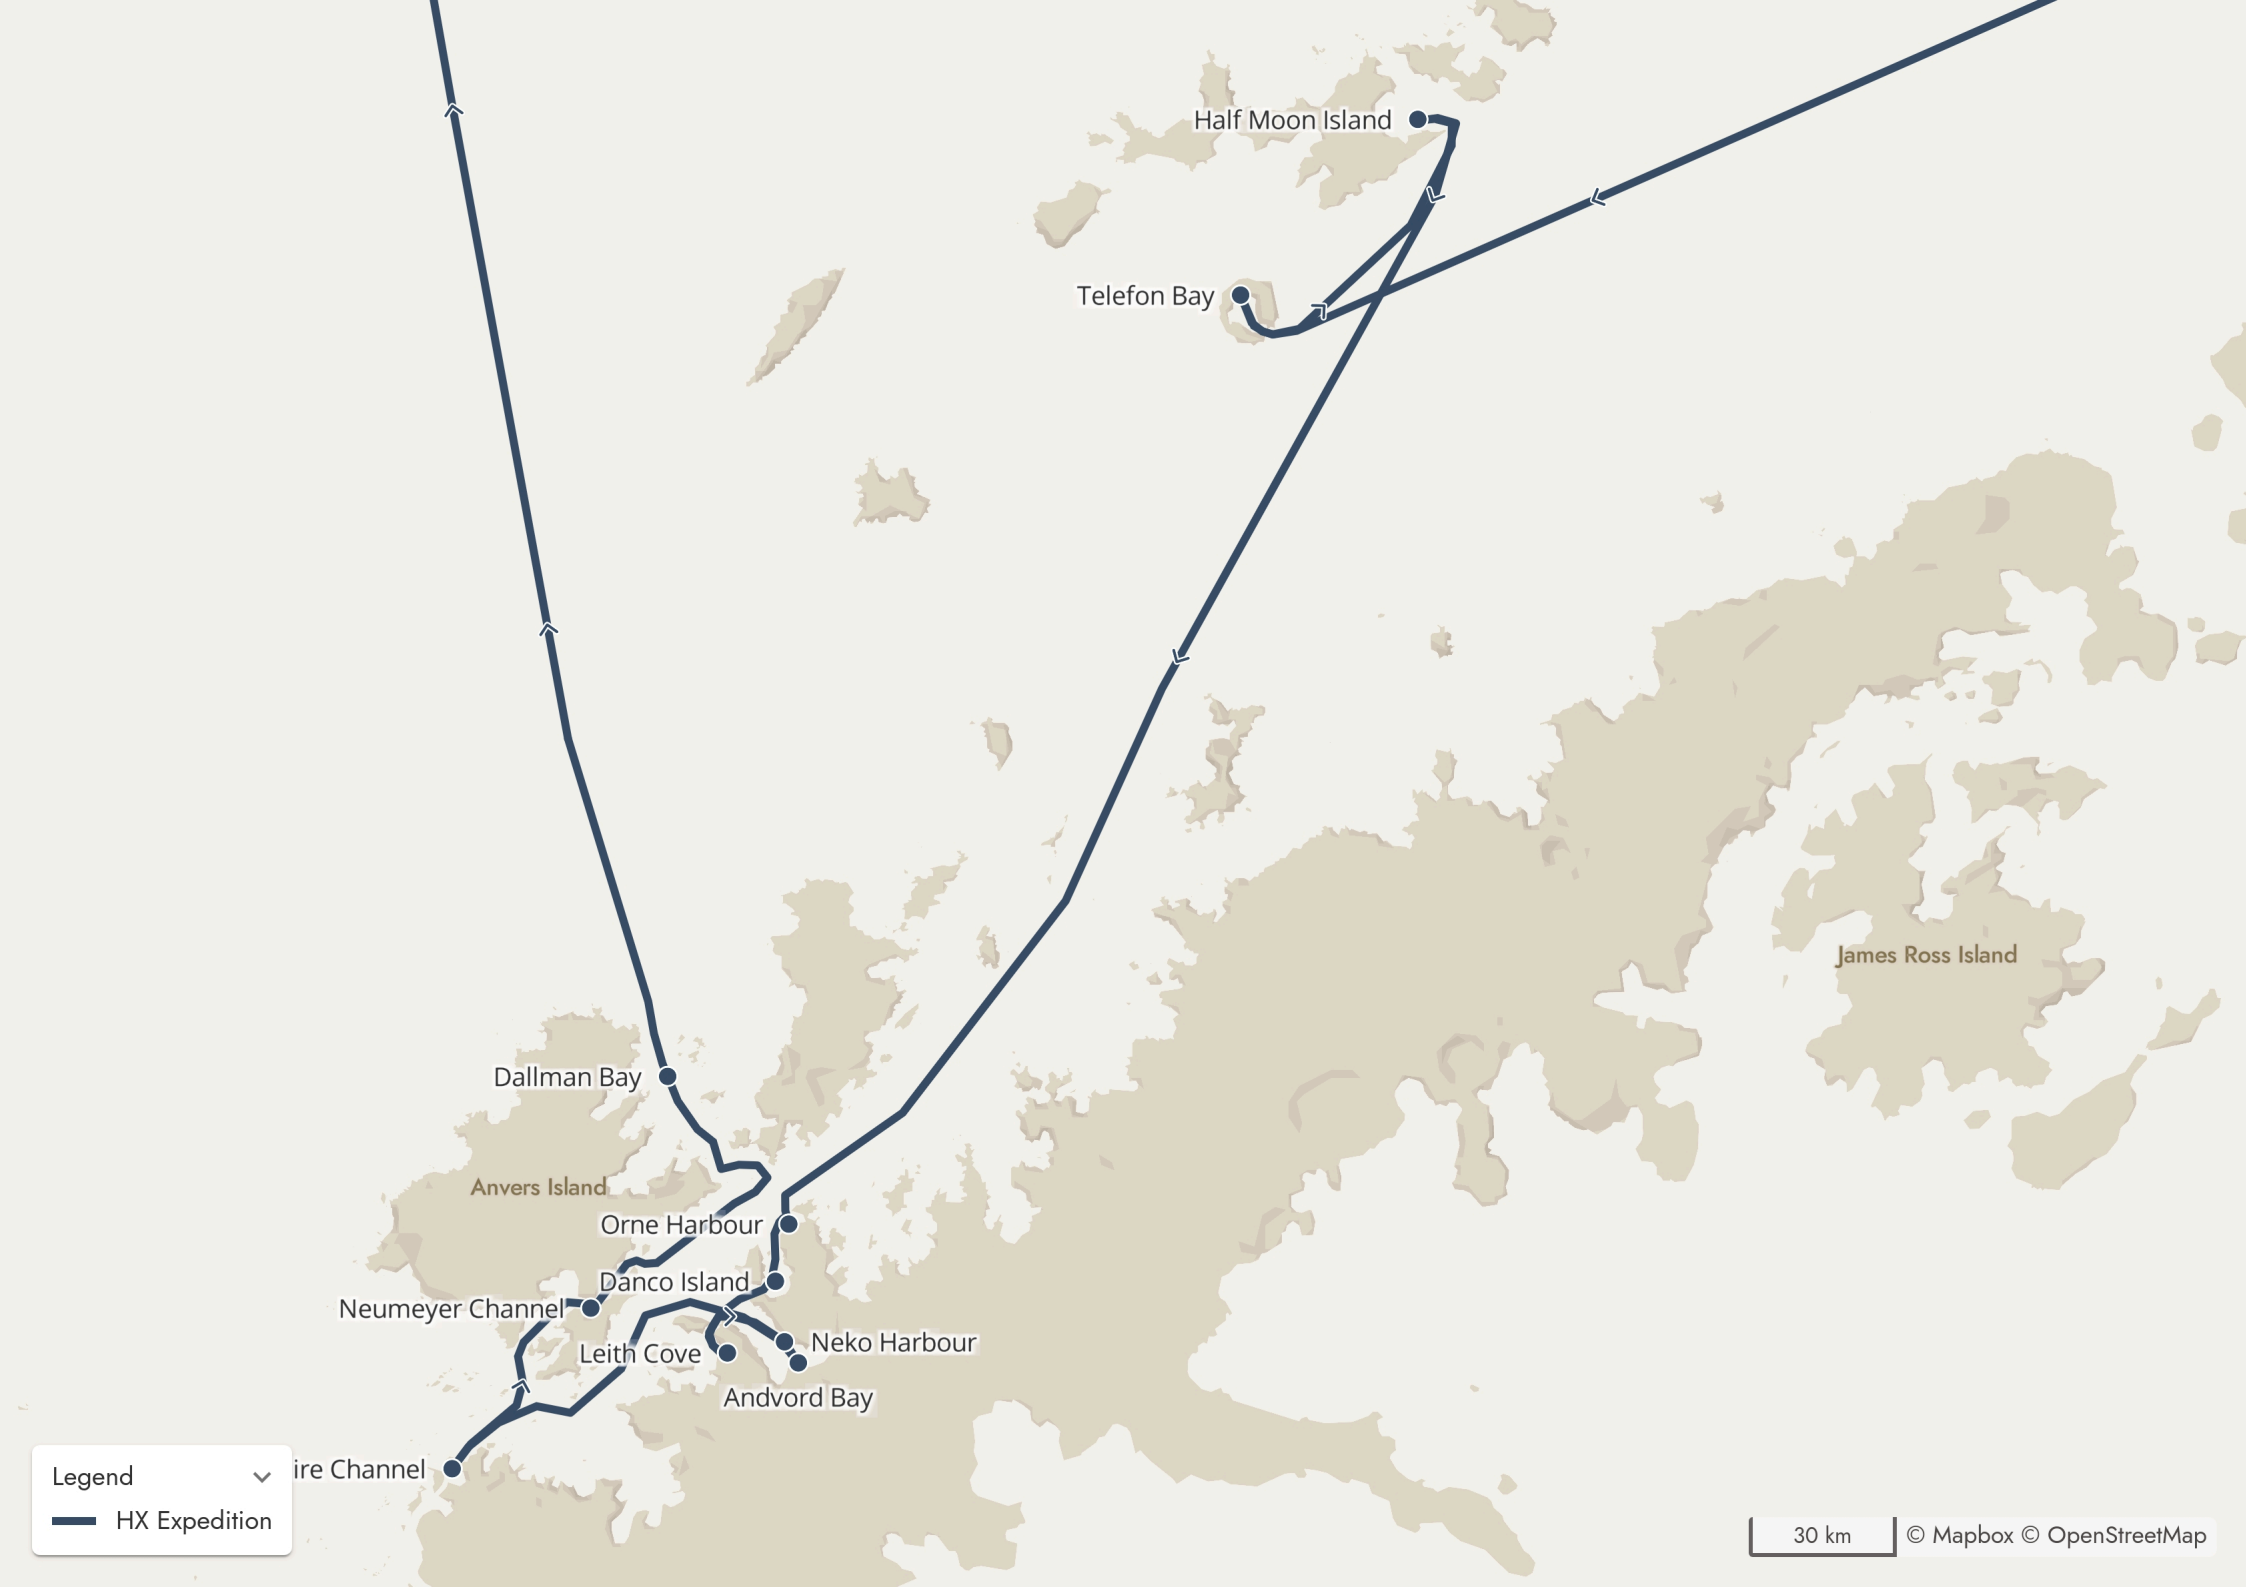 Half Moon Island
Telefon Bay
James Ross Island
Dallman Bay
Anvers Island
Orne Harbour
Danco Island
Neumeyer Channel
Neko Harbour
Leith Cove
Andvord Bay
ire Channel
Legend
HX Expedition
30 km
© Mapbox © OpenStreetMap